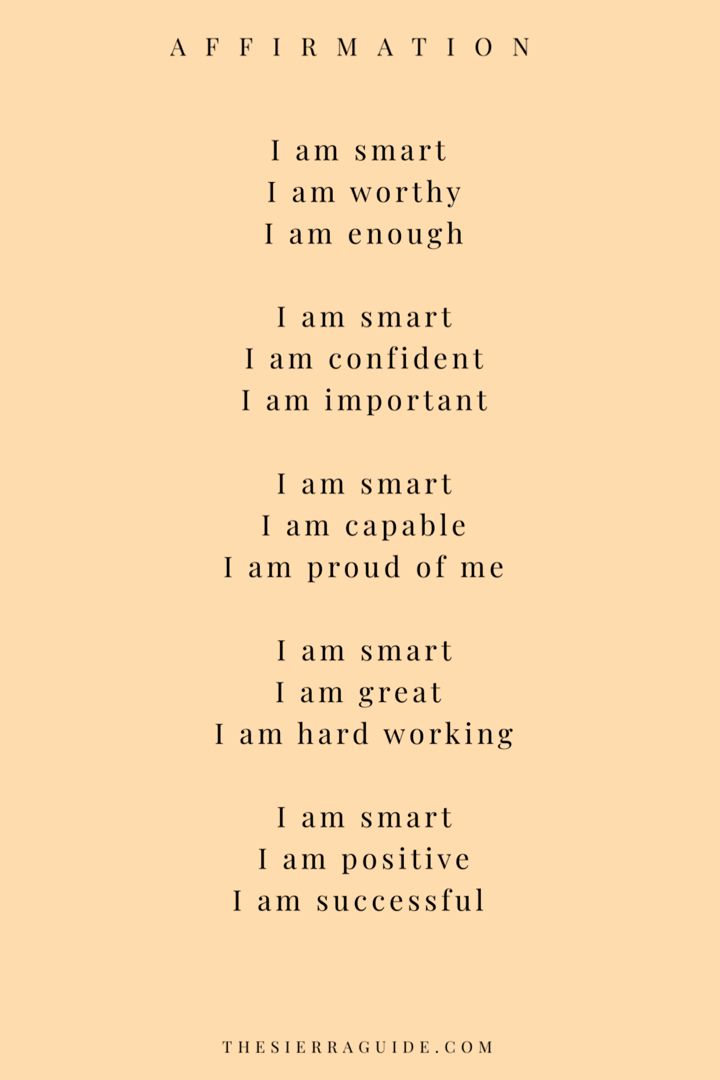 AFFIRMATION
I am smart
I am worthy
I am enough
I am smart
I am confident
I am important
I am smart
I am capable
I am proud of me
I am smart
I am great
I am hard working
I am smart
I am positive
I am successful
THESIERRAGUIDE.COM